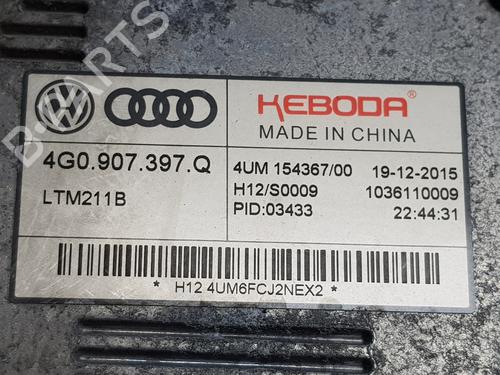 KEBODA®
MADE IN CHINA
4G0.907.397.Q
LTM211B
4UM 154367/00 19-12-2015
H12/S0009 1036110009
PID:03433 22:44:31
* H12 4UM6FCJ2NEX2 *
B-PARTS